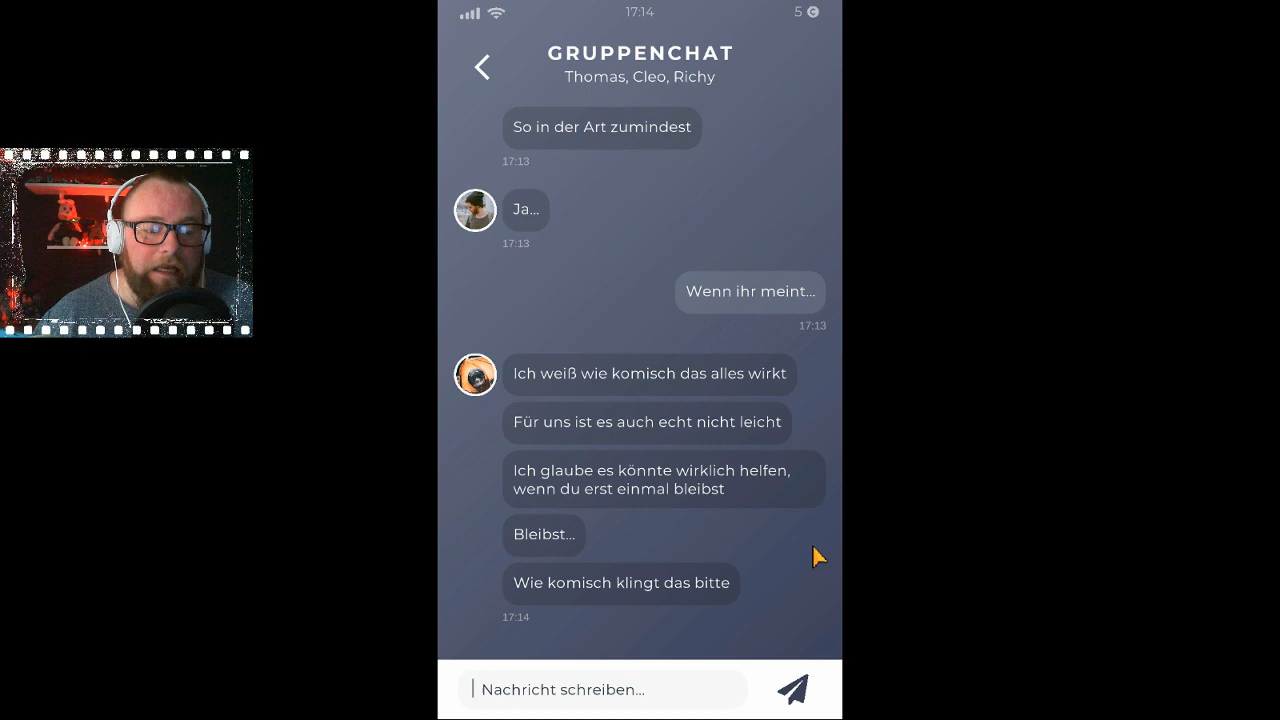 17:14
5
GRUPPENCHAT
Thomas, Cleo, Richy
So in der Art zumindest
17:13
Ja...
17:13
Wenn ihr meint...
17:13
Ich weiß wie komisch das alles wirkt
Für uns ist es auch echt nicht leicht
Ich glaube es könnte wirklich helfen,
wenn du erst einmal bleibst
Bleibst...
Wie komisch klingt das bitte
17:14
Nachricht schreiben...